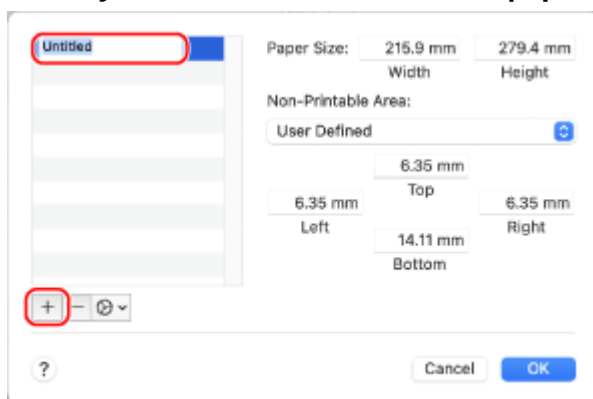 Untitled
Paper Size: 215.9 mm 279.4 mm
Width Height
Non-Printable Area:
User Defined
6.35 mm
Top
6.35 mm 6.35 mm
Left Right
14.11 mm
Bottom
+ −
? Cancel OK